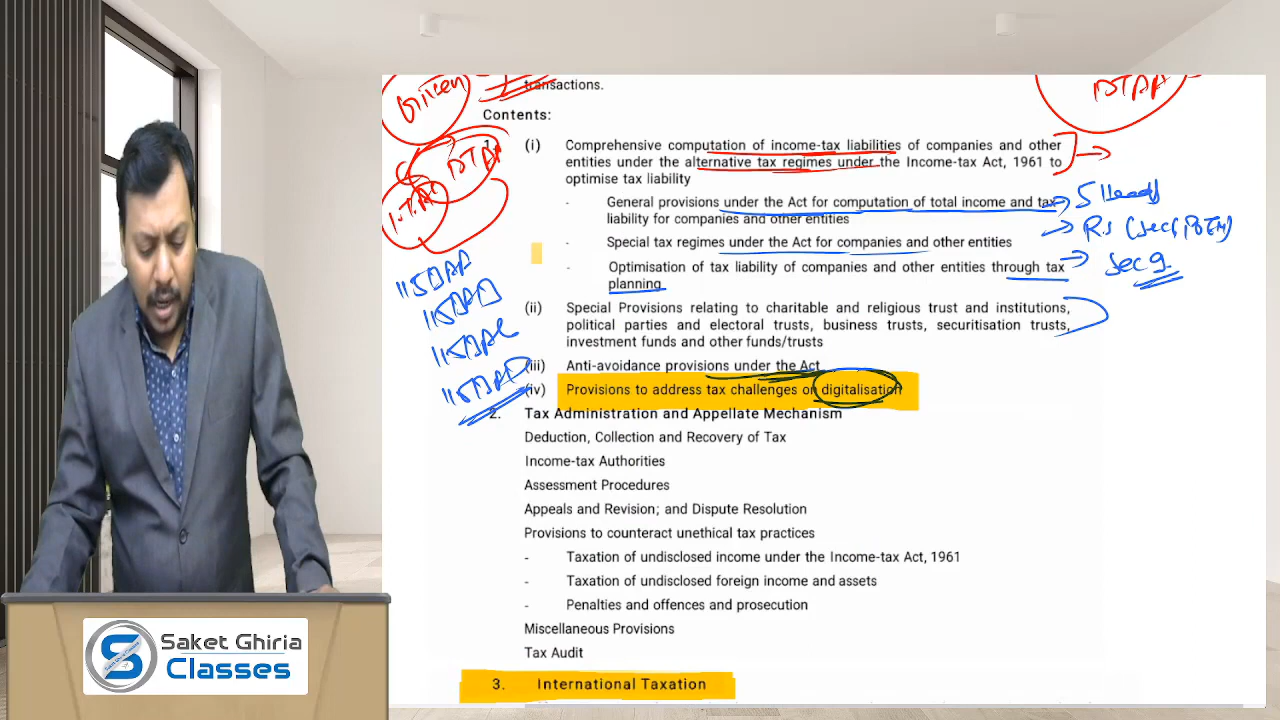 transactions.
Contents:
(i) Comprehensive computation of income-tax liabilities of companies and other
entities under the alternative tax regimes under the Income-tax Act, 1961 to
optimise tax liability
- General provisions under the Act for computation of total income and tax
liability for companies and other entities
- Special tax regimes under the Act for companies and other entities
- Optimisation of tax liability of companies and other entities through tax
planning
(ii) Special Provisions relating to charitable and religious trust and institutions,
political parties and electoral trusts, business trusts, securitisation trusts,
investment funds and other funds/trusts
(iii) Anti-avoidance provisions under the Act
(iv) Provisions to address tax challenges on digitalisation
2. Tax Administration and Appellate Mechanism
Deduction, Collection and Recovery of Tax
Income-tax Authorities
Assessment Procedures
Appeals and Revision; and Dispute Resolution
Provisions to counteract unethical tax practices
- Taxation of undisclosed income under the Income-tax Act, 1961
- Taxation of undisclosed foreign income and assets
- Penalties and offences and prosecution
Miscellaneous Provisions
Tax Audit
3. International Taxation
DTAA
DTAA
I.T. Act
5 Heads
Sec 9
115BAA
115BAB
115BAC
115BAD
S
Saket Ghiria
Classes